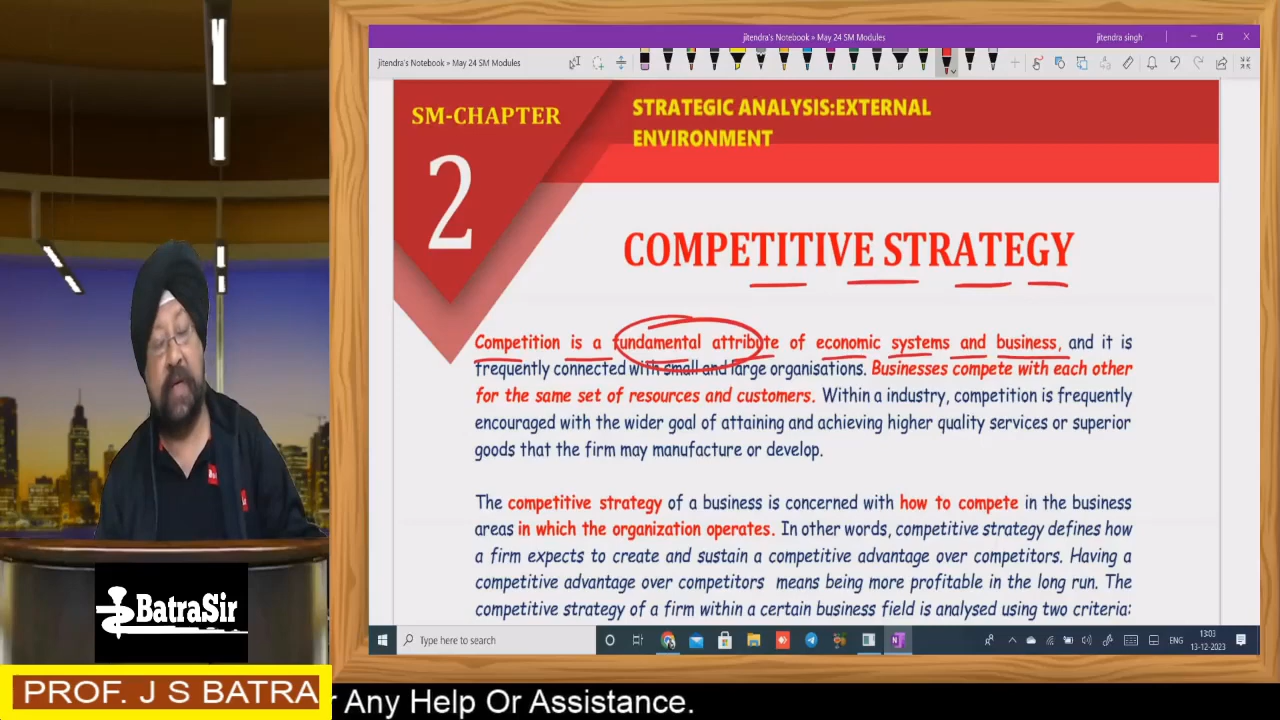 jitendra's Notebook » May 24 SM Modules
jitendra singh
jitendra's Notebook » May 24 SM Modules
SM-CHAPTER
2
STRATEGIC ANALYSIS:EXTERNAL
ENVIRONMENT
COMPETITIVE STRATEGY
Competition is a fundamental attribute of economic systems and business, and it is
frequently connected with small and large organisations. Businesses compete with each other
for the same set of resources and customers. Within a industry, competition is frequently
encouraged with the wider goal of attaining and achieving higher quality services or superior
goods that the firm may manufacture or develop.
The competitive strategy of a business is concerned with how to compete in the business
areas in which the organization operates. In other words, competitive strategy defines how
a firm expects to create and sustain a competitive advantage over competitors. Having a
competitive advantage over competitors means being more profitable in the long run. The
competitive strategy of a firm within a certain business field is analysed using two criteria:
Type here to search
ENG
13:03
13-12-2023
BatraSir
PROF. J S BATRA
r Any Help Or Assistance.